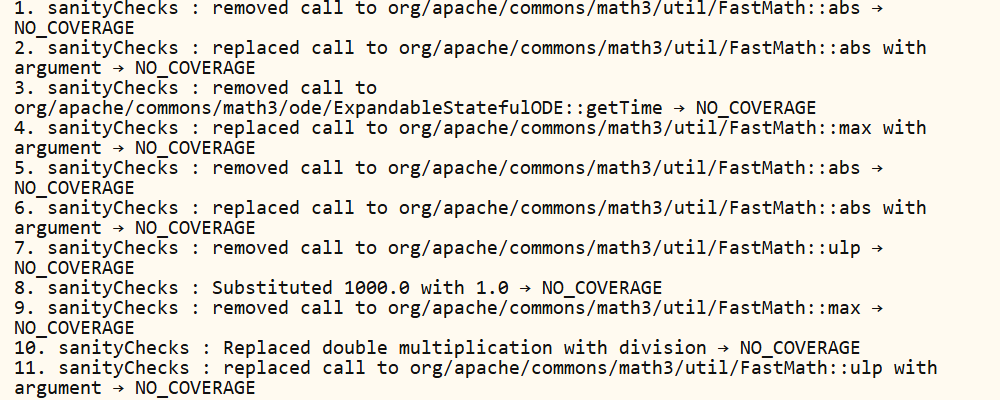 1. sanityChecks : removed call to org/apache/commons/math3/util/FastMath::abs →
NO_COVERAGE
2. sanityChecks : replaced call to org/apache/commons/math3/util/FastMath::abs with
argument → NO_COVERAGE
3. sanityChecks : removed call to
org/apache/commons/math3/ode/ExpandableStatefulODE::getTime → NO_COVERAGE
4. sanityChecks : replaced call to org/apache/commons/math3/util/FastMath::max with
argument → NO_COVERAGE
5. sanityChecks : removed call to org/apache/commons/math3/util/FastMath::abs →
NO_COVERAGE
6. sanityChecks : replaced call to org/apache/commons/math3/util/FastMath::abs with
argument → NO_COVERAGE
7. sanityChecks : removed call to org/apache/commons/math3/util/FastMath::ulp →
NO_COVERAGE
8. sanityChecks : Substituted 1000.0 with 1.0 → NO_COVERAGE
9. sanityChecks : removed call to org/apache/commons/math3/util/FastMath::max →
NO_COVERAGE
10. sanityChecks : Replaced double multiplication with division → NO_COVERAGE
11. sanityChecks : replaced call to org/apache/commons/math3/util/FastMath::ulp with
argument → NO_COVERAGE